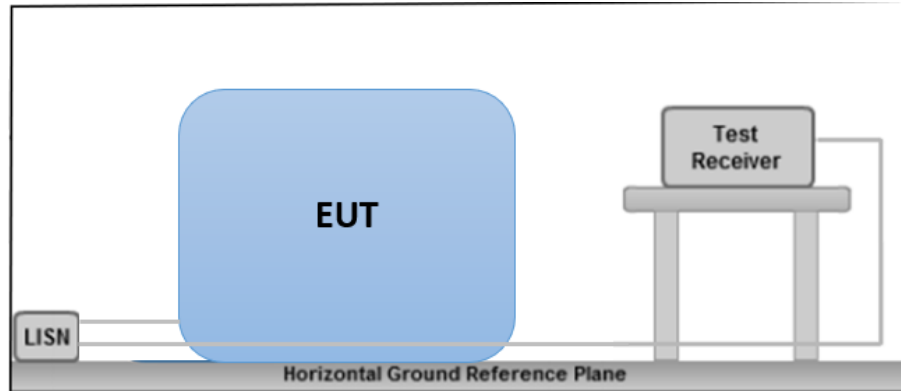 EUT
Test
Receiver
LISN
Horizontal Ground Reference Plane